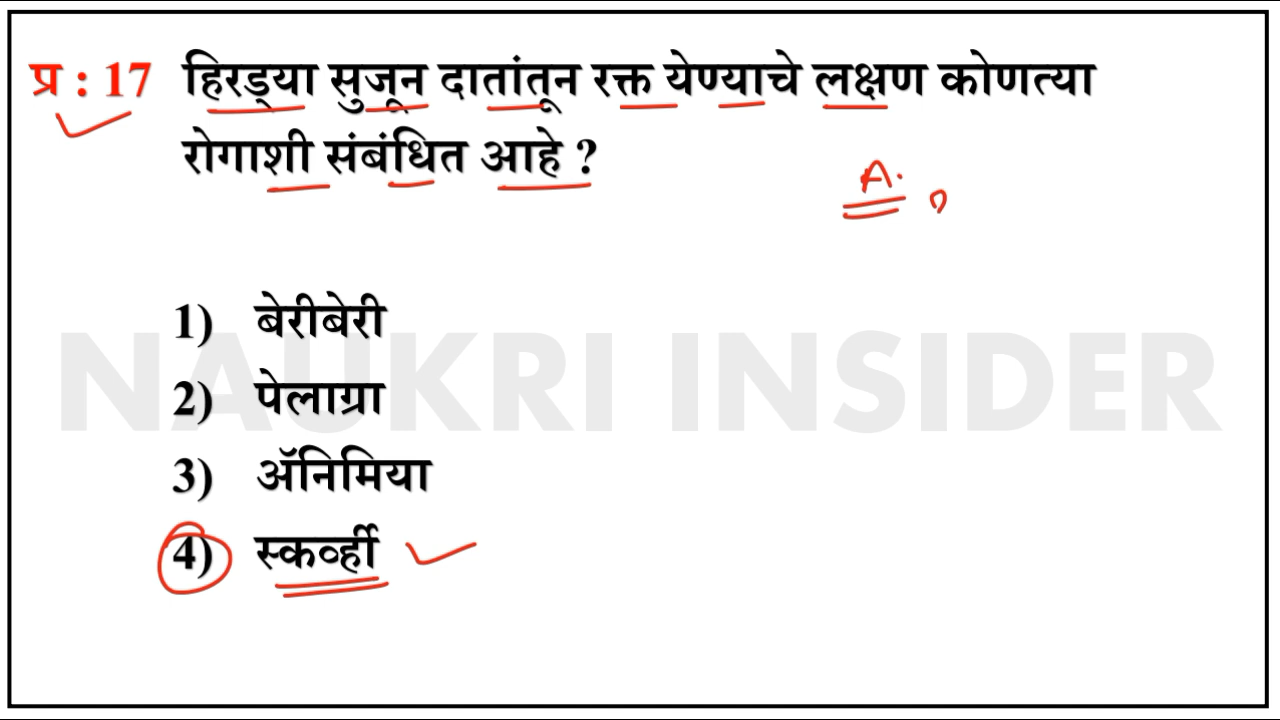 प्र : 17 हिरड्या सुजून दातांतून रक्त येण्याचे लक्षण कोणत्या
रोगाशी संबंधित आहे ?
A.
1) बेरीबेरी
2) पेलाग्रा
NAUKRI INSIDER
3) ॲनिमिया
4) स्कर्व्ही